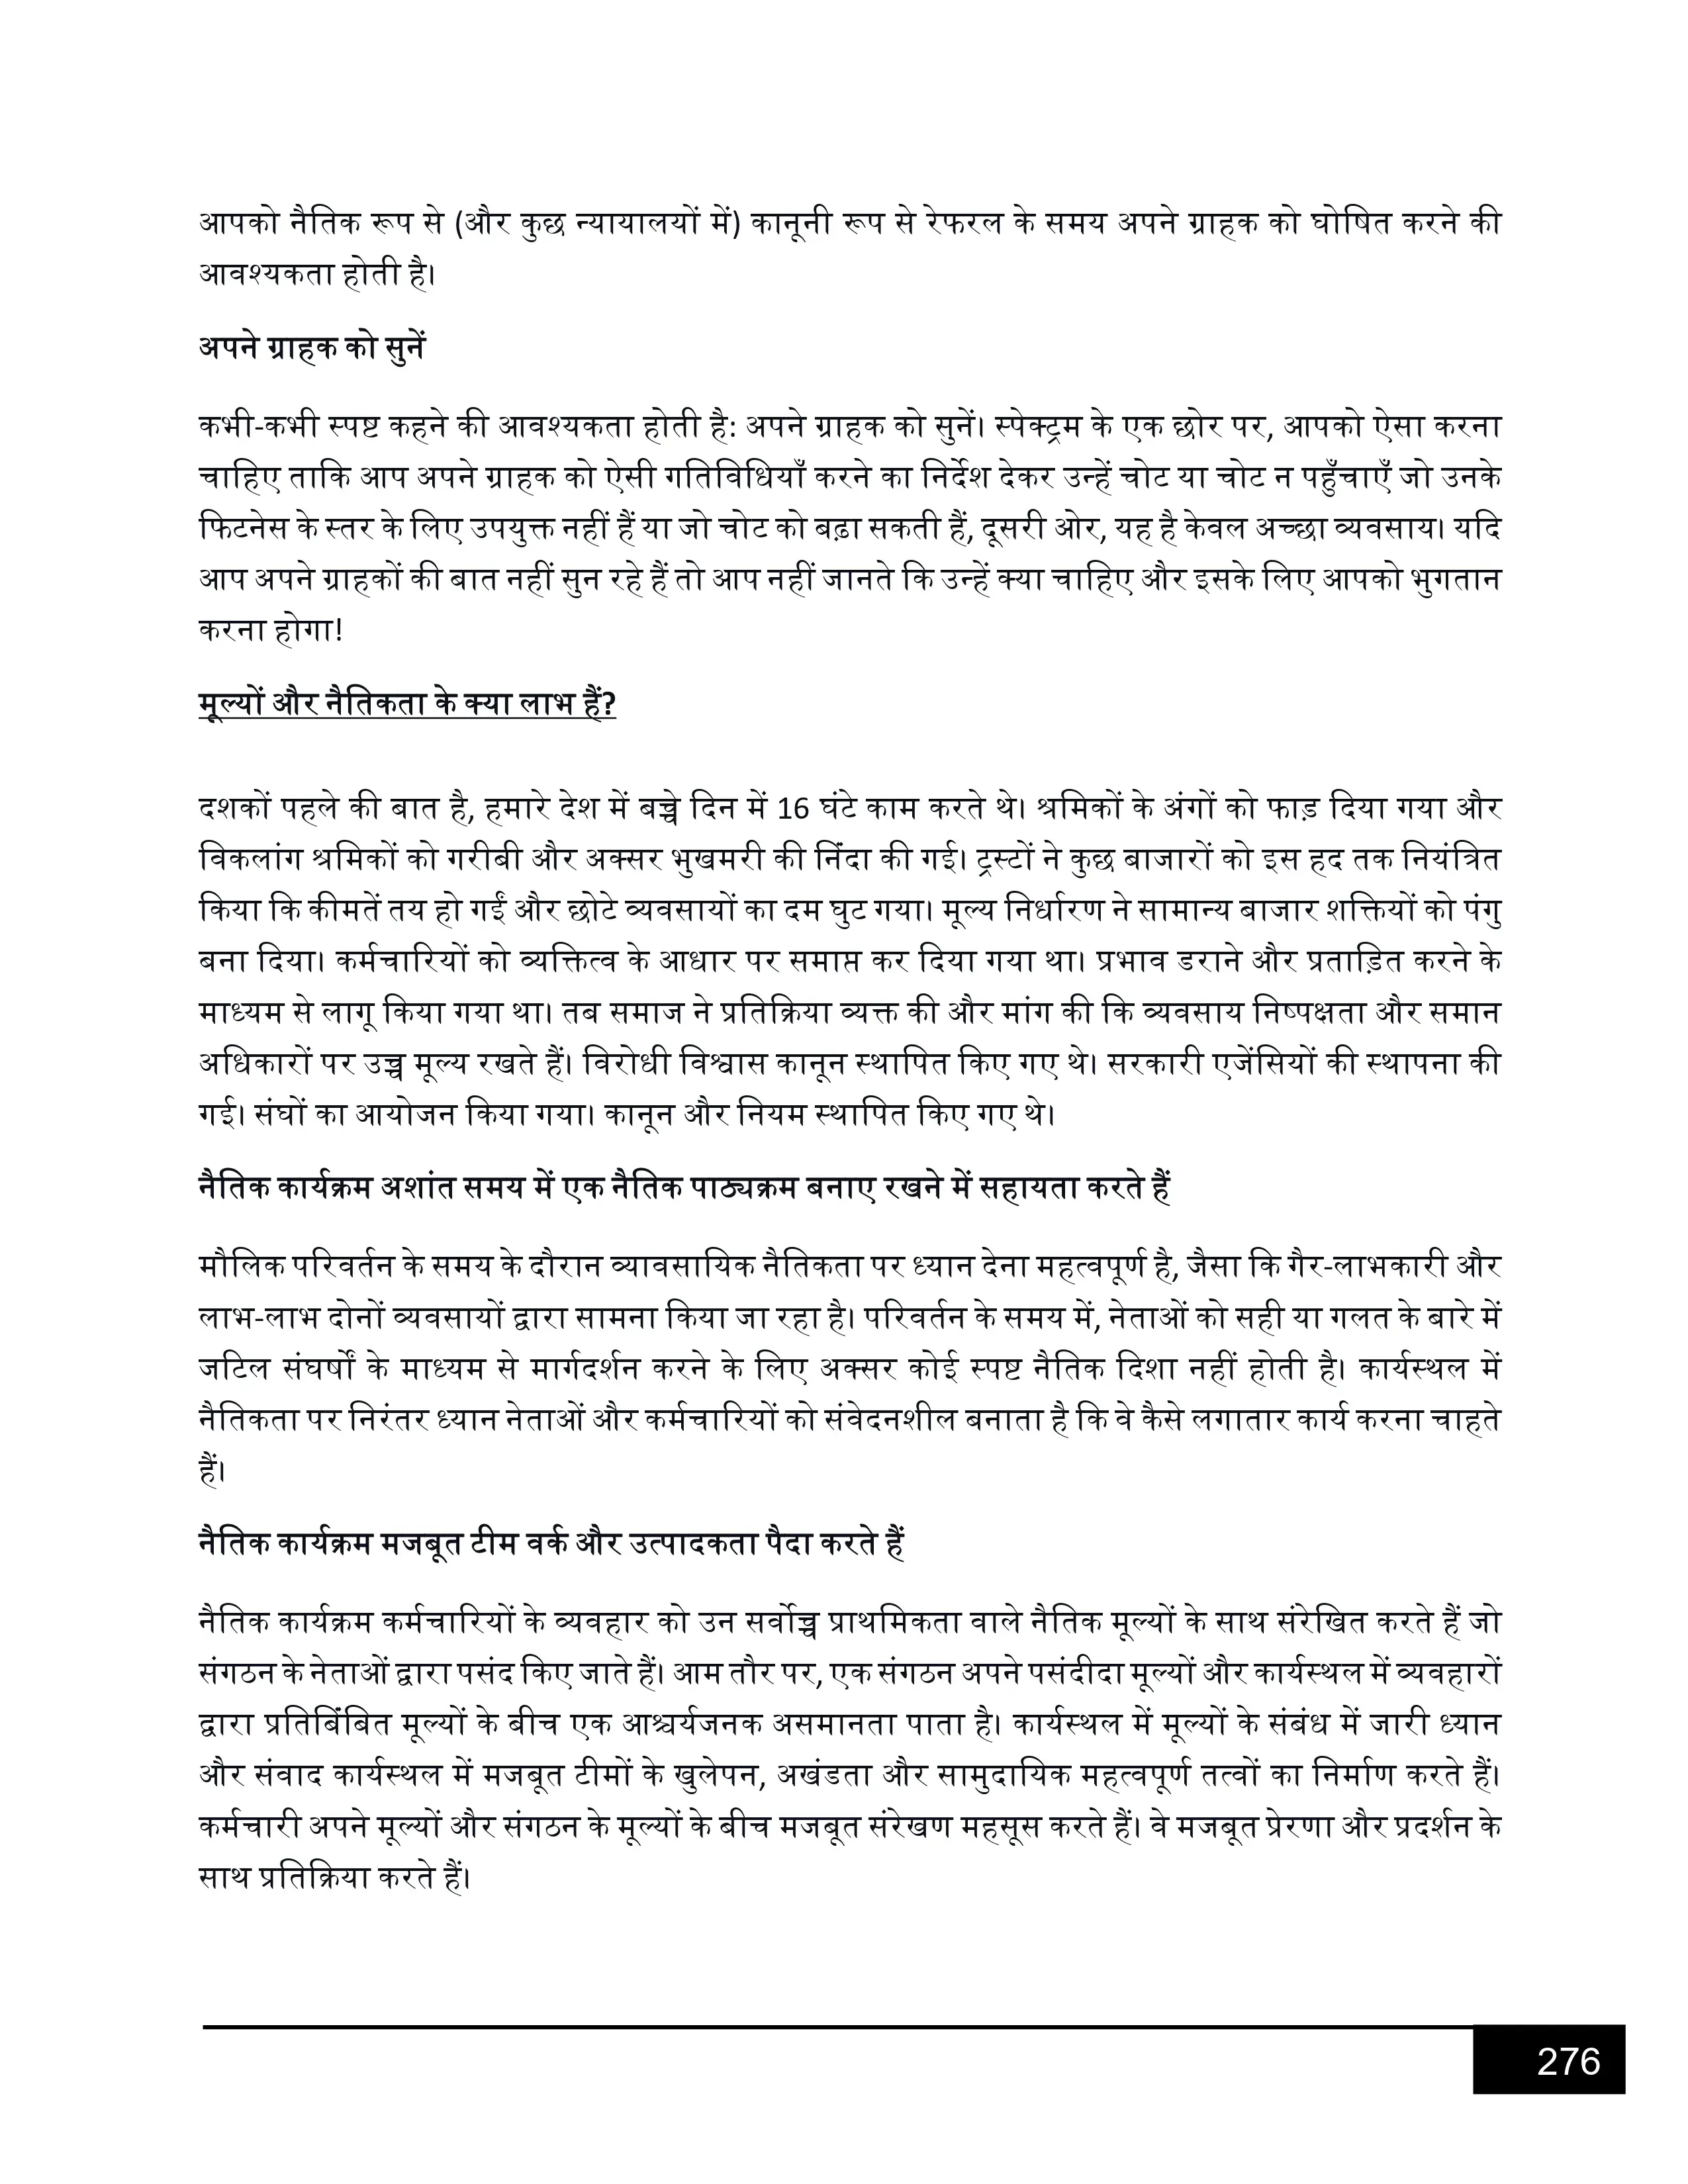 आपको नैतिक रूप से (और कुछ न्यायालयों में) कानूनी रूप से रेफरल के समय अपने ग्राहक को घोषित करने की
आवश्यकता होती है।
अपने ग्राहक को सुनें
कभी-कभी स्पष्ट कहने की आवश्यकता होती है: अपने ग्राहक को सुनें। स्पेक्ट्रम के एक छोर पर, आपको ऐसा करना
चाहिए ताकि आप अपने ग्राहक को ऐसी गतिविधियाँ करने का निर्देश देकर उन्हें चोट या चोट न पहुँचाएँ जो उनके
फिटनेस के स्तर के लिए उपयुक्त नहीं हैं या जो चोट को बढ़ा सकती हैं, दूसरी ओर, यह है केवल अच्छा व्यवसाय। यदि
आप अपने ग्राहकों की बात नहीं सुन रहे हैं तो आप नहीं जानते कि उन्हें क्या चाहिए और इसके लिए आपको भुगतान
करना होगा!
मूल्यों और नैतिकता के क्या लाभ हैं?
दशकों पहले की बात है, हमारे देश में बच्चे दिन में 16 घंटे काम करते थे। श्रमिकों के अंगों को फाड़ दिया गया और
विकलांग श्रमिकों को गरीबी और अक्सर भुखमरी की निंदा की गई। ट्रस्टों ने कुछ बाजारों को इस हद तक नियंत्रित
किया कि कीमतें तय हो गईं और छोटे व्यवसायों का दम घुट गया। मूल्य निर्धारण ने सामान्य बाजार शक्तियों को पंगु
बना दिया। कर्मचारियों को व्यक्तित्व के आधार पर समाप्त कर दिया गया था। प्रभाव डराने और प्रताड़ित करने के
माध्यम से लागू किया गया था। तब समाज ने प्रतिक्रिया व्यक्त की और मांग की कि व्यवसाय निष्पक्षता और समान
अधिकारों पर उच्च मूल्य रखते हैं। विरोधी विश्वास कानून स्थापित किए गए थे। सरकारी एजेंसियों की स्थापना की
गई। संघों का आयोजन किया गया। कानून और नियम स्थापित किए गए थे।
नैतिक कार्यक्रम अशांत समय में एक नैतिक पाठ्यक्रम बनाए रखने में सहायता करते हैं
मौलिक परिवर्तन के समय के दौरान व्यावसायिक नैतिकता पर ध्यान देना महत्वपूर्ण है, जैसा कि गैर-लाभकारी और
लाभ-लाभ दोनों व्यवसायों द्वारा सामना किया जा रहा है। परिवर्तन के समय में, नेताओं को सही या गलत के बारे में
जटिल संघर्षों के माध्यम से मार्गदर्शन करने के लिए अक्सर कोई स्पष्ट नैतिक दिशा नहीं होती है। कार्यस्थल में
नैतिकता पर निरंतर ध्यान नेताओं और कर्मचारियों को संवेदनशील बनाता है कि वे कैसे लगातार कार्य करना चाहते
हैं।
नैतिक कार्यक्रम मजबूत टीम वर्क और उत्पादकता पैदा करते हैं
नैतिक कार्यक्रम कर्मचारियों के व्यवहार को उन सर्वोच्च प्राथमिकता वाले नैतिक मूल्यों के साथ संरेखित करते हैं जो
संगठन के नेताओं द्वारा पसंद किए जाते हैं। आम तौर पर, एक संगठन अपने पसंदीदा मूल्यों और कार्यस्थल में व्यवहारों
द्वारा प्रतिबिंबित मूल्यों के बीच एक आश्चर्यजनक असमानता पाता है। कार्यस्थल में मूल्यों के संबंध में जारी ध्यान
और संवाद कार्यस्थल में मजबूत टीमों के खुलेपन, अखंडता और सामुदायिक महत्वपूर्ण तत्वों का निर्माण करते हैं।
कर्मचारी अपने मूल्यों और संगठन के मूल्यों के बीच मजबूत संरेखण महसूस करते हैं। वे मजबूत प्रेरणा और प्रदर्शन के
साथ प्रतिक्रिया करते हैं।
276